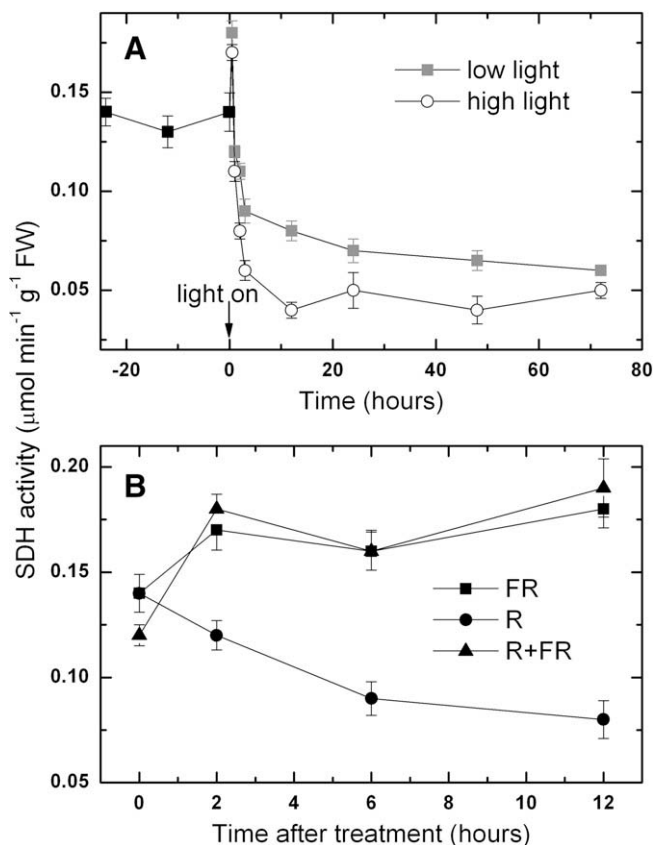 A
low light
high light
0.15
0.10
0.05
light on
-20 0 20 40 60 80
Time (hours)
SDH activity (µmol min⁻¹ g⁻¹ FW)
B
0.20
0.15
0.10
0.05
FR
R
R+FR
0 2 4 6 8 10 12
Time after treatment (hours)